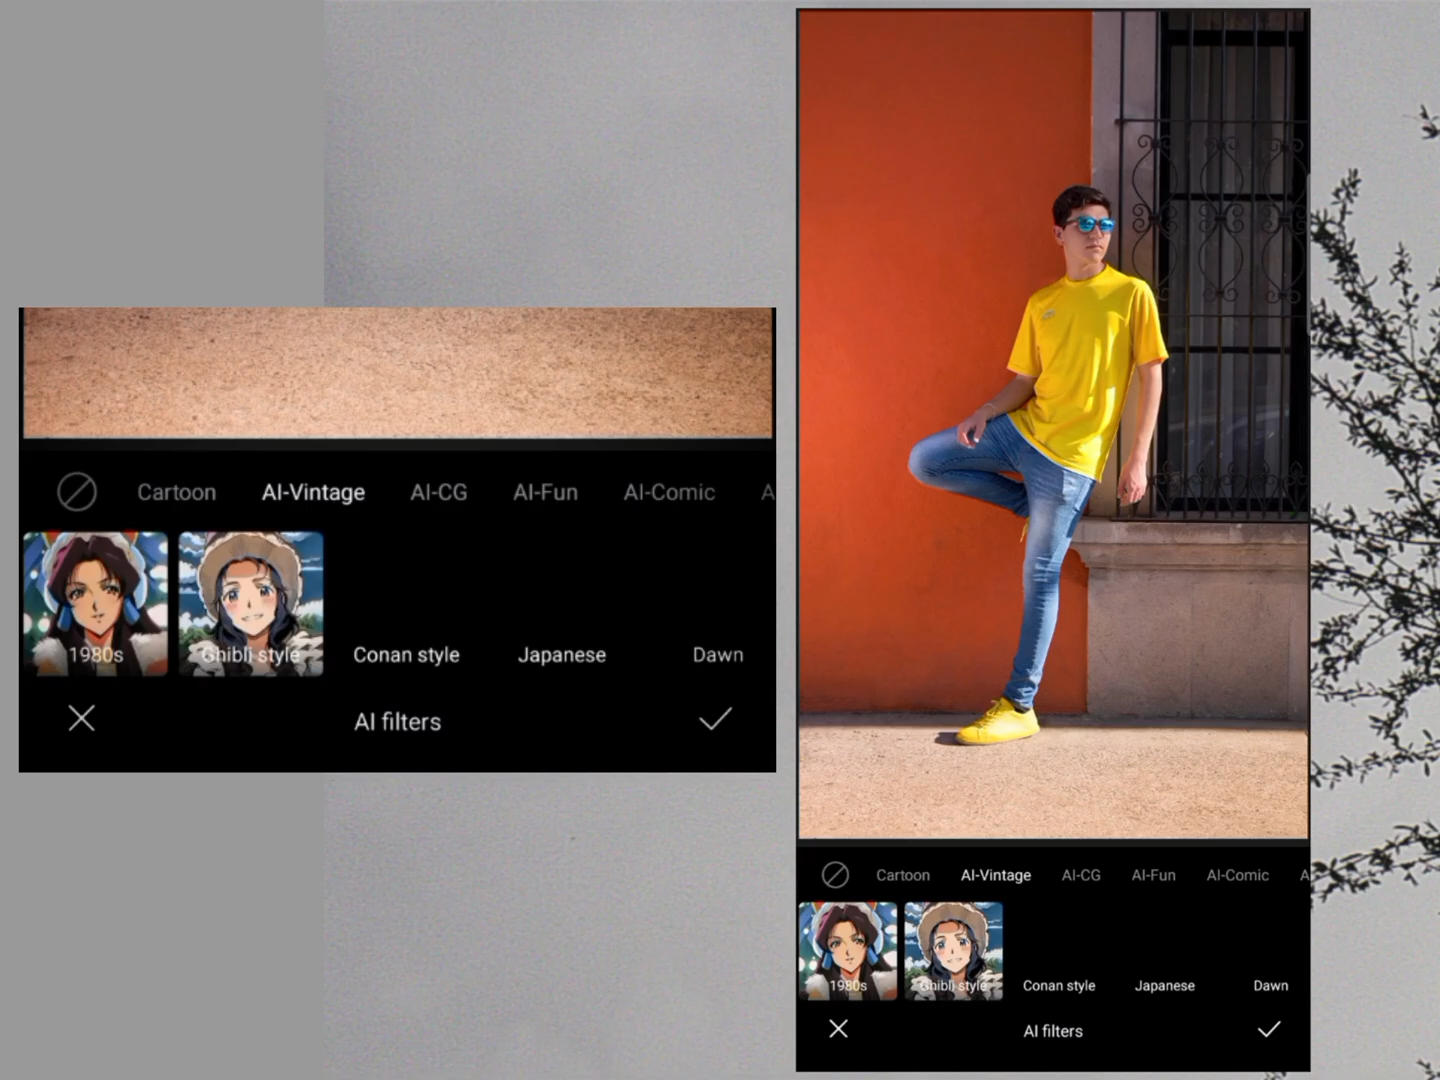 Cartoon AI-Vintage AI-CG AI-Fun AI-Comic A
1980s Ghibli style Conan style Japanese Dawn
AI filters
Cartoon AI-Vintage AI-CG AI-Fun AI-Comic A
1980s Ghibli style Conan style Japanese Dawn
AI filters